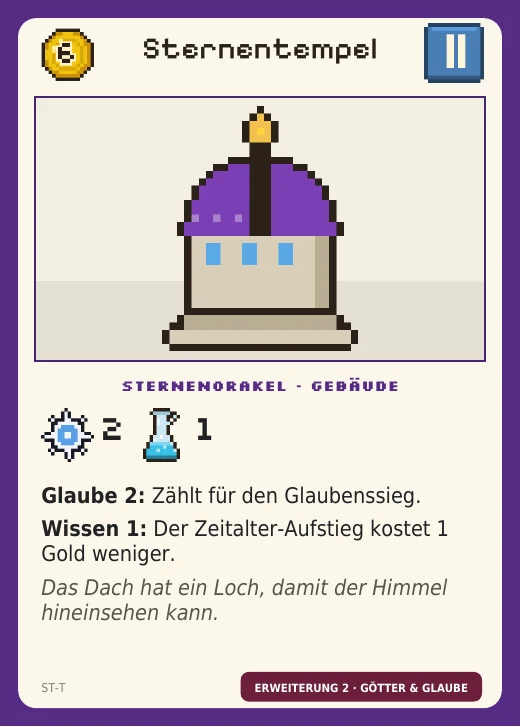 6
Sternentempel
II
STERNENORAKEL · GEBÄUDE
2 1
Glaube 2: Zählt für den Glaubenssieg.
Wissen 1: Der Zeitalter-Aufstieg kostet 1
Gold weniger.
Das Dach hat ein Loch, damit der Himmel
hineinsehen kann.
ST-T
ERWEITERUNG 2 · GÖTTER & GLAUBE